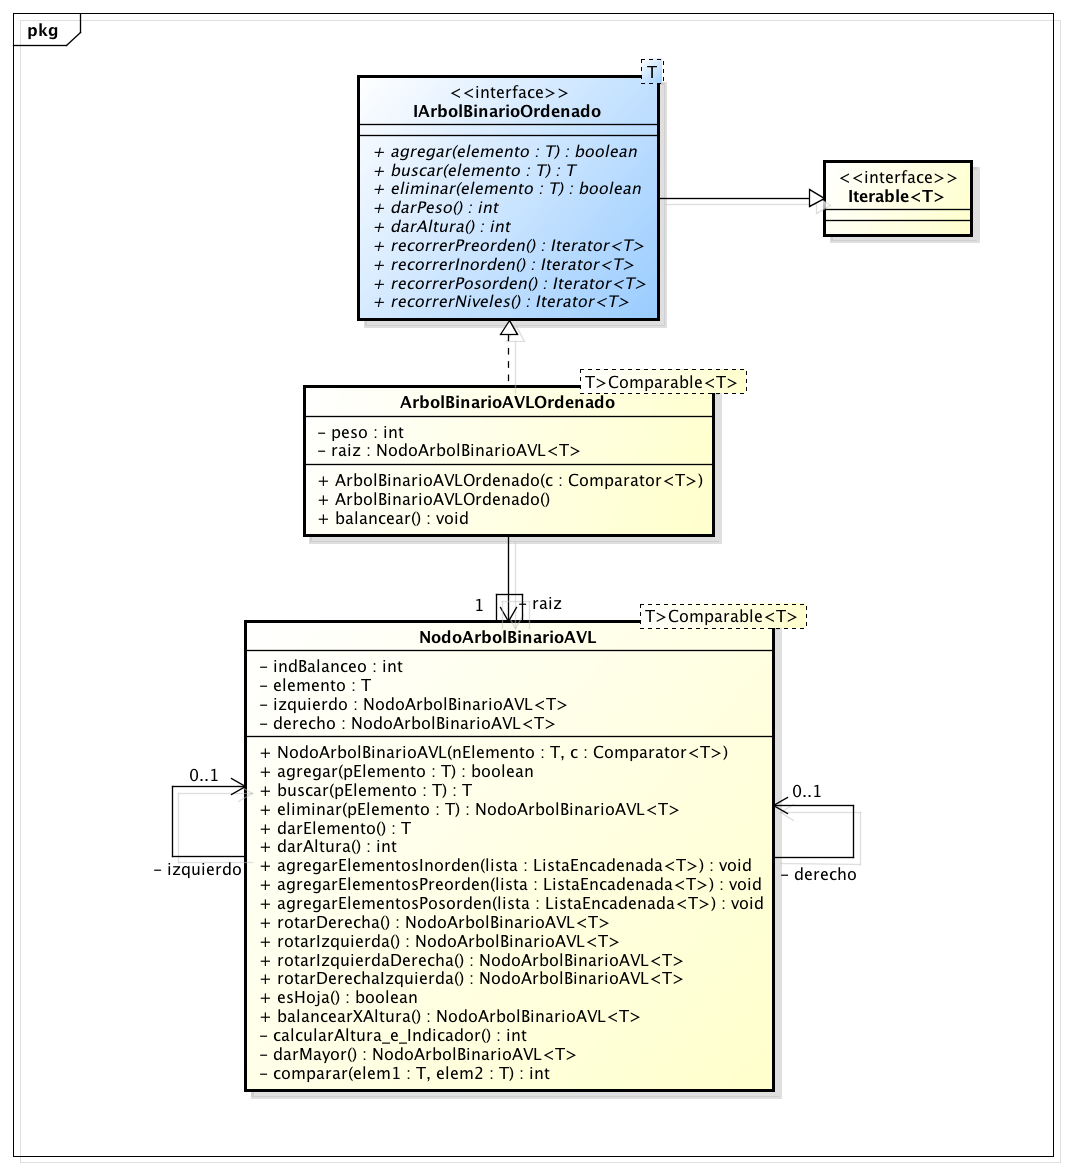 pkg
T
<<interface>>
IArbolBinarioOrdenado
+ agregar(elemento : T) : boolean
+ buscar(elemento : T) : T
+ eliminar(elemento : T) : boolean
+ darPeso() : int
+ darAltura() : int
+ recorrerPreorden() : Iterator<T>
+ recorrerInorden() : Iterator<T>
+ recorrerPosorden() : Iterator<T>
+ recorrerNiveles() : Iterator<T>
<<interface>>
Iterable<T>
T>Comparable<T>
ArbolBinarioAVLOrdenado
- peso : int
- raiz : NodoArbolBinarioAVL<T>
+ ArbolBinarioAVLOrdenado(c : Comparator<T>)
+ ArbolBinarioAVLOrdenado()
+ balancear() : void
1
- raiz
T>Comparable<T>
NodoArbolBinarioAVL
- indBalanceo : int
- elemento : T
- izquierdo : NodoArbolBinarioAVL<T>
- derecho : NodoArbolBinarioAVL<T>
+ NodoArbolBinarioAVL(nElemento : T, c : Comparator<T>)
+ agregar(pElemento : T) : boolean
+ buscar(pElemento : T) : T
+ eliminar(pElemento : T) : NodoArbolBinarioAVL<T>
+ darElemento() : T
+ darAltura() : int
+ agregarElementosInorden(lista : ListaEncadenada<T>) : void
+ agregarElementosPreorden(lista : ListaEncadenada<T>) : void
+ agregarElementosPosorden(lista : ListaEncadenada<T>) : void
+ rotarDerecha() : NodoArbolBinarioAVL<T>
+ rotarIzquierda() : NodoArbolBinarioAVL<T>
+ rotarIzquierdaDerecha() : NodoArbolBinarioAVL<T>
+ rotarDerechaIzquierda() : NodoArbolBinarioAVL<T>
+ esHoja() : boolean
+ balancearXAltura() : NodoArbolBinarioAVL<T>
- calcularAltura_e_Indicador() : int
- darMayor() : NodoArbolBinarioAVL<T>
- comparar(elem1 : T, elem2 : T) : int
0..1
- izquierdo
0..1
- derecho